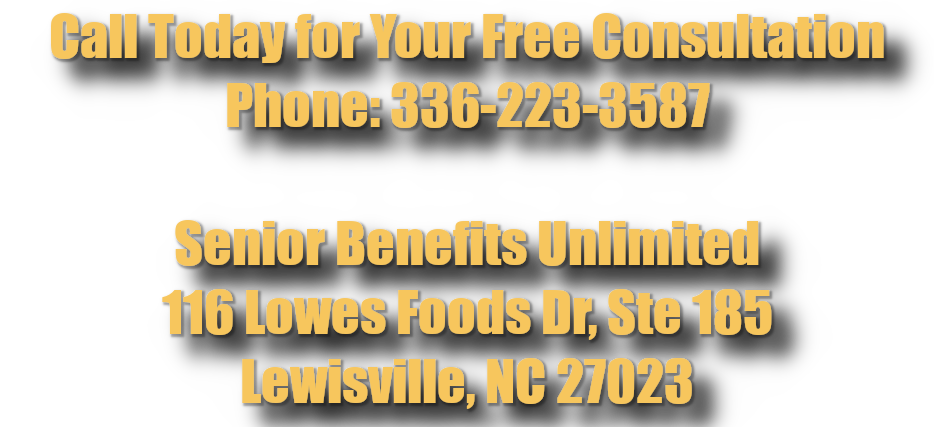 Call Today for Your Free Consultation
Phone: 336-223-3587
Senior Benefits Unlimited
116 Lowes Foods Dr, Ste 185
Lewisville, NC 27023